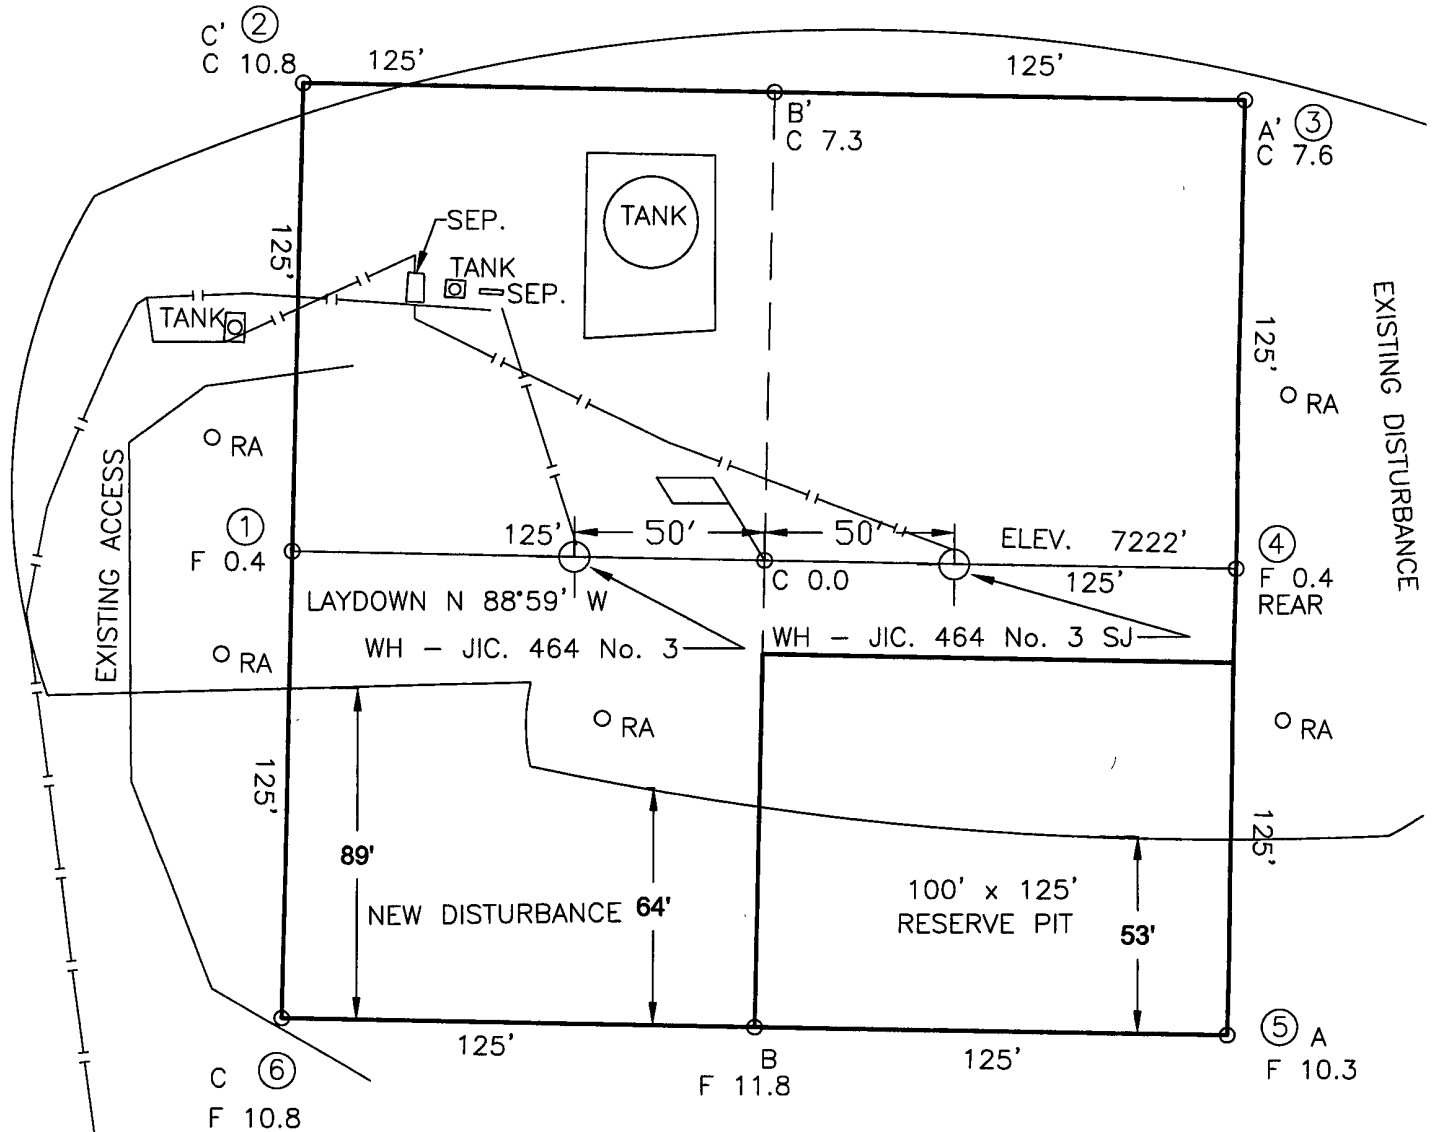 C' 2
C 10.8
125'
125'
B'
C 7.3
A' 3
C 7.6
TANK
SEP.
TANK
SEP.
TANK
125'
125'
EXISTING DISTURBANCE
RA
RA
EXISTING ACCESS
1
F 0.4
125'
50'
50'
ELEV. 7222'
4
F 0.4
REAR
C 0.0
125'
LAYDOWN N 88°59' W
WH - JIC. 464 No. 3
WH - JIC. 464 No. 3 SJ
RA
RA
RA
125'
125'
89'
NEW DISTURBANCE
64'
100' x 125'
RESERVE PIT
53'
125'
B
F 11.8
125'
5 A
F 10.3
C 6
F 10.8